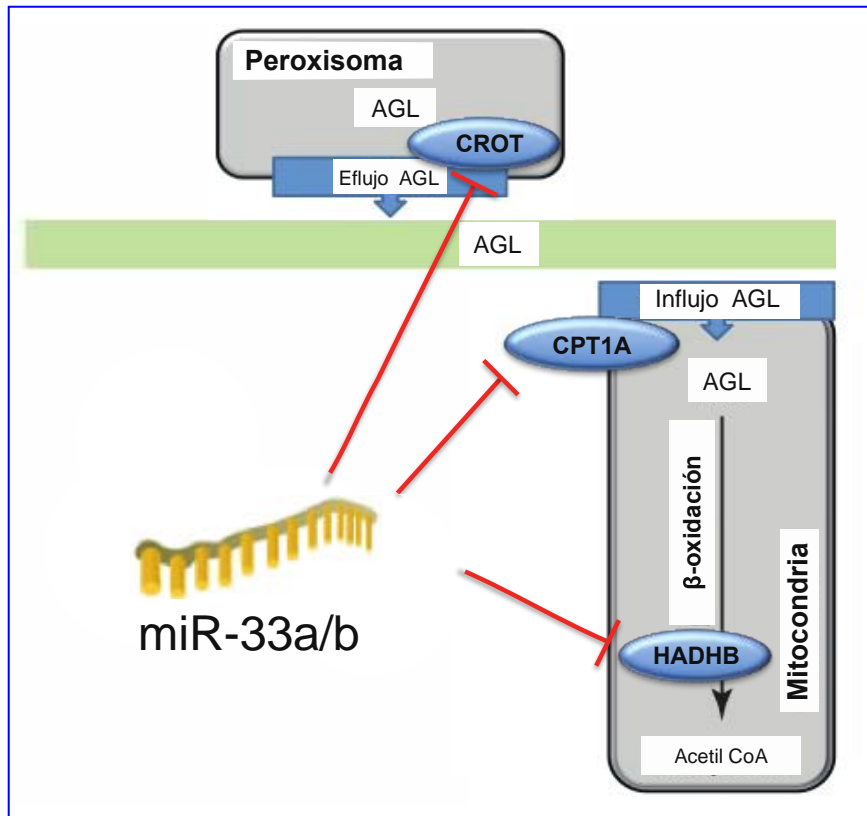 Peroxisoma
AGL
CROT
Eflujo AGL
AGL
Influjo AGL
CPT1A
AGL
β-oxidación
Mitocondria
miR-33a/b
HADHB
Acetil CoA